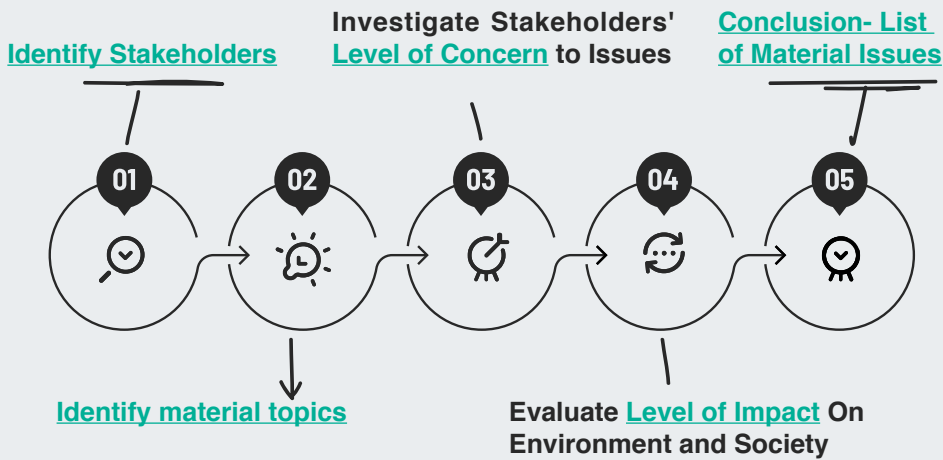 Identify Stakeholders
Investigate Stakeholders'
Level of Concern to Issues
Conclusion- List
of Material Issues
01
02
03
04
05
Identify material topics
Evaluate Level of Impact On
Environment and Society